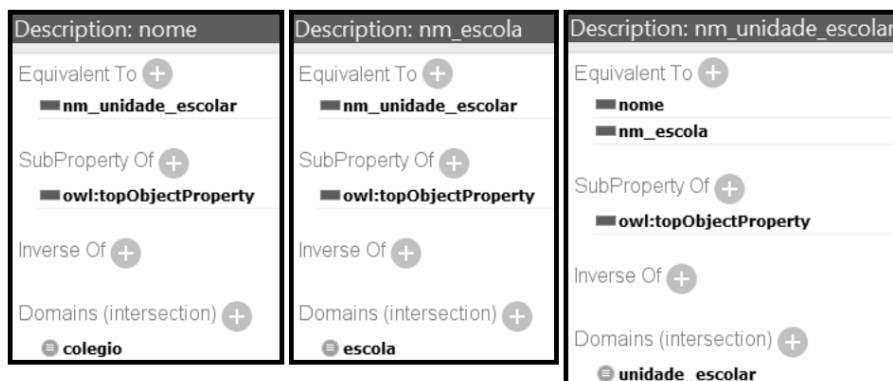 Description: nome
Equivalent To
nm_unidade_escolar
SubProperty Of
owl:topObjectProperty
Inverse Of
Domains (intersection)
colegio
Description: nm_escola
Equivalent To
nm_unidade_escolar
SubProperty Of
owl:topObjectProperty
Inverse Of
Domains (intersection)
escola
Description: nm_unidade_escolar
Equivalent To
nome
nm_escola
SubProperty Of
owl:topObjectProperty
Inverse Of
Domains (intersection)
unidade_escolar